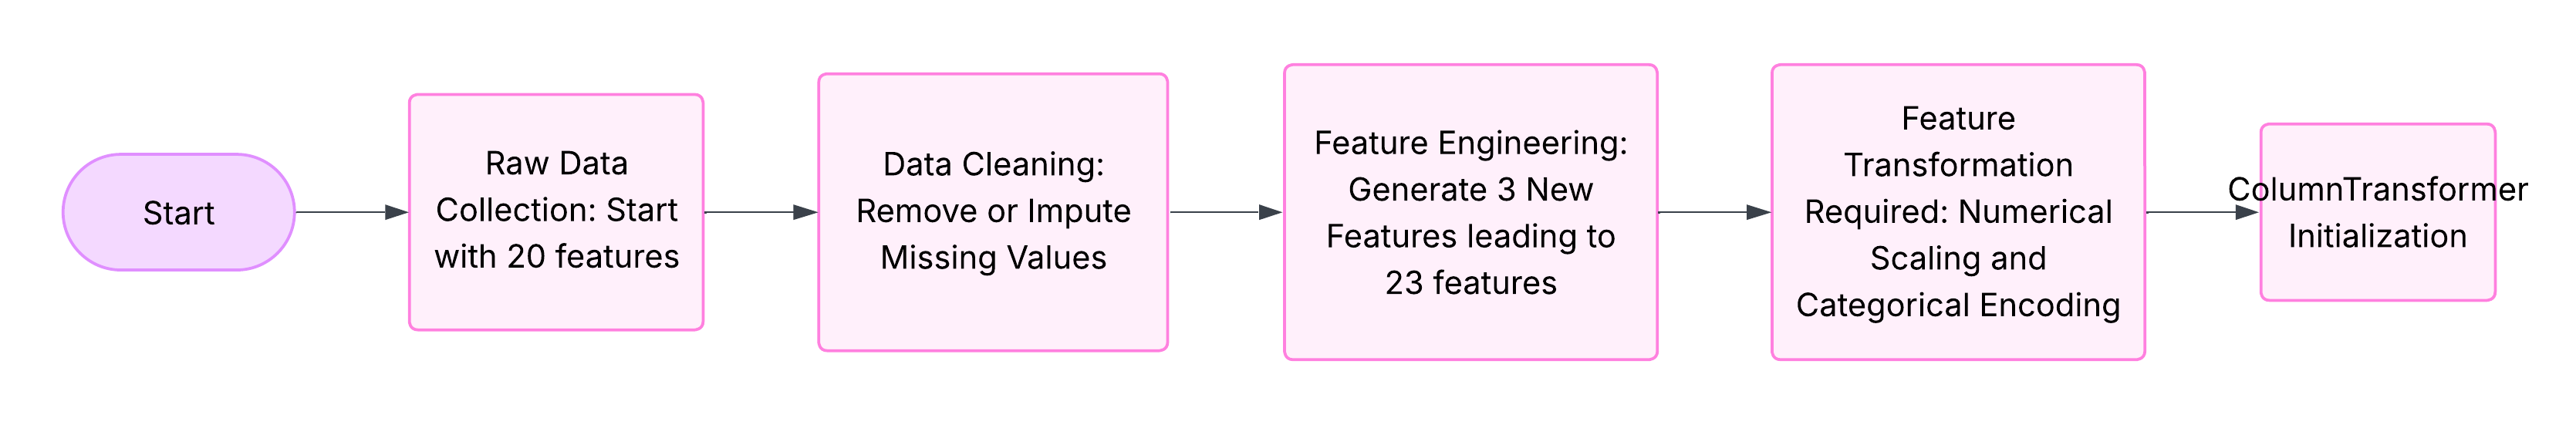 Start
Raw Data
Collection: Start
with 20 features
Data Cleaning:
Remove or Impute
Missing Values
Feature Engineering:
Generate 3 New
Features leading to
23 features
Feature
Transformation
Required: Numerical
Scaling and
Categorical Encoding
ColumnTransformer
Initialization